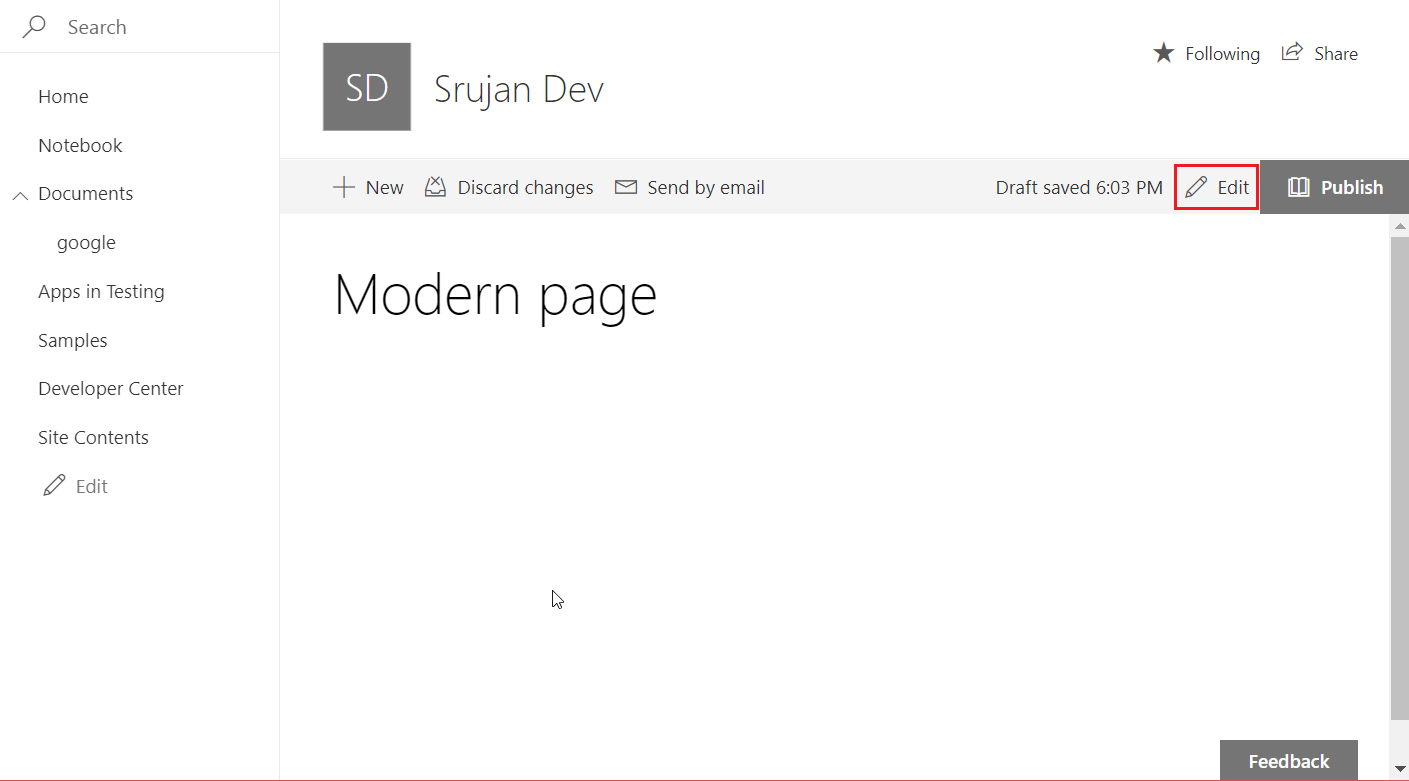 Search
Home
Notebook
Documents
google
Apps in Testing
Samples
Developer Center
Site Contents
Edit
SD
Srujan Dev
Following
Share
New
Discard changes
Send by email
Draft saved 6:03 PM
Edit
Publish
Modern page
Feedback